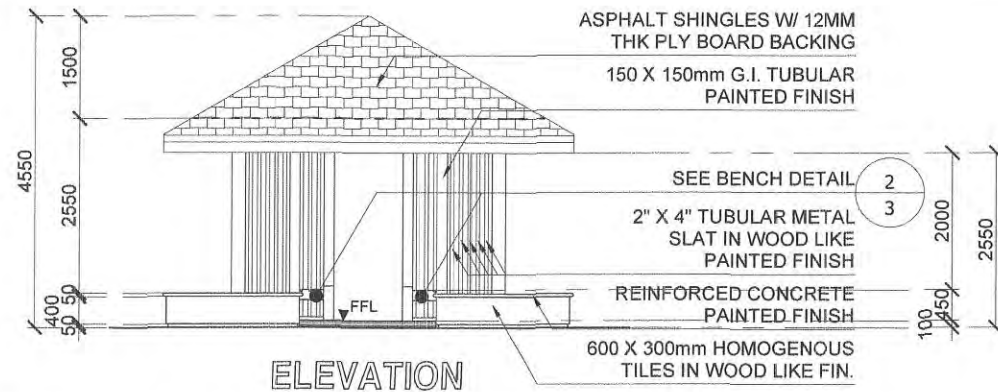 ASPHALT SHINGLES W/ 12MM
THK PLY BOARD BACKING
150 X 150mm G.I. TUBULAR
PAINTED FINISH
SEE BENCH DETAIL
2
3
2" X 4" TUBULAR METAL
SLAT IN WOOD LIKE
PAINTED FINISH
REINFORCED CONCRETE
PAINTED FINISH
600 X 300mm HOMOGENOUS
TILES IN WOOD LIKE FIN.
4550
1500
2550
50
400
50
FFL
2000
450
100
2550
ELEVATION